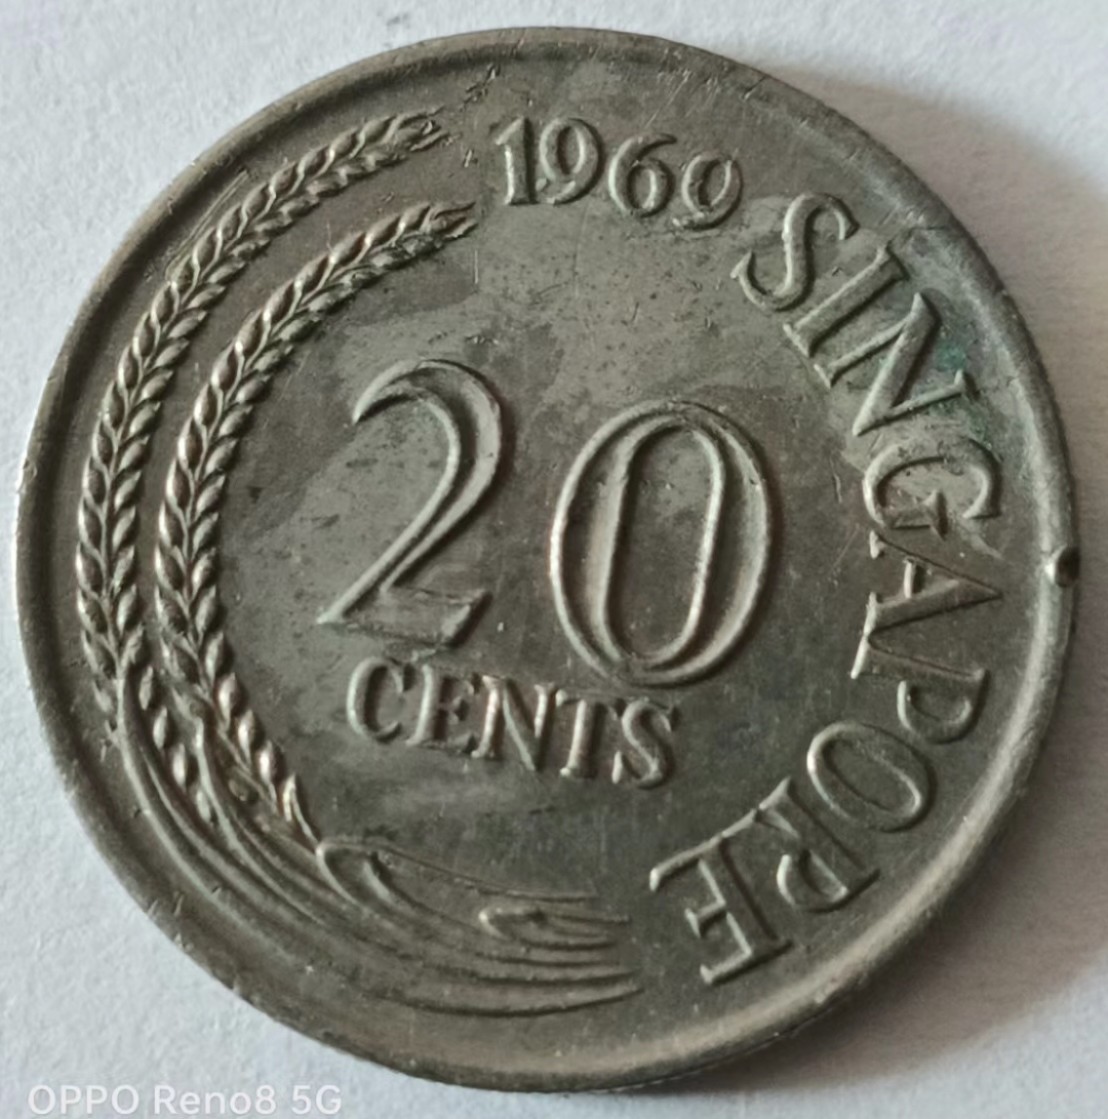 1969 SINGAPORE
20
CENTS
OPPO Reno8 5G